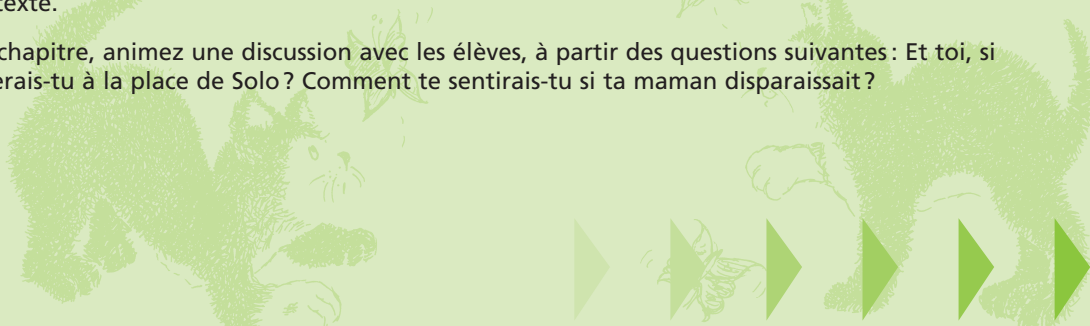 texte.
chapitre, animez une discussion avec les élèves, à partir des questions suivantes : Et toi, si
erais-tu à la place de Solo ? Comment te sentirais-tu si ta maman disparaissait ?